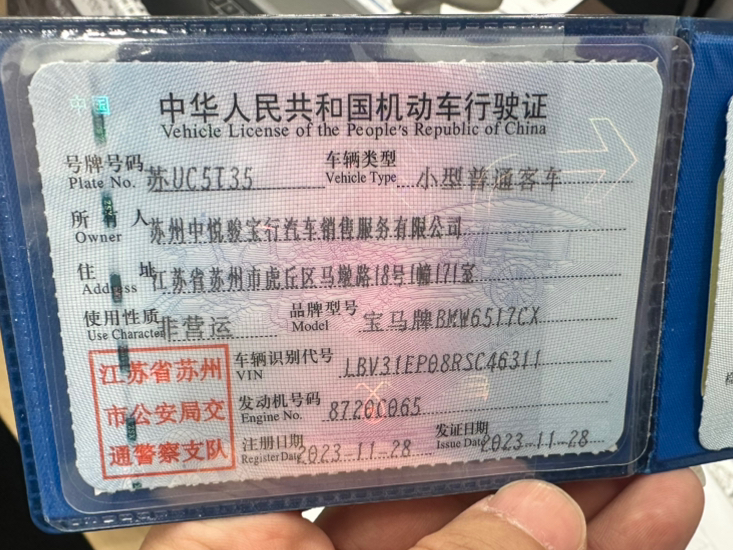 中国
中华人民共和国机动车行驶证
Vehicle License of the People's Republic of China
号牌号码 Plate No. 苏UC5T35 车辆类型 Vehicle Type 小型普通客车
所有人 Owner 苏州中悦骏宝行汽车销售服务有限公司
住址 Address 江苏省苏州市虎丘区马墩路18号1幢171室
使用性质 Use Character 非营运 品牌型号 Model 宝马牌BMW6517CX
江苏省苏州市公安局交通警察支队
车辆识别代号 VIN LBV31EP08RSC46311
发动机号码 Engine No. 8720C065
注册日期 Register Date 2023-11-28 发证日期 Issue Date 2023-11-28